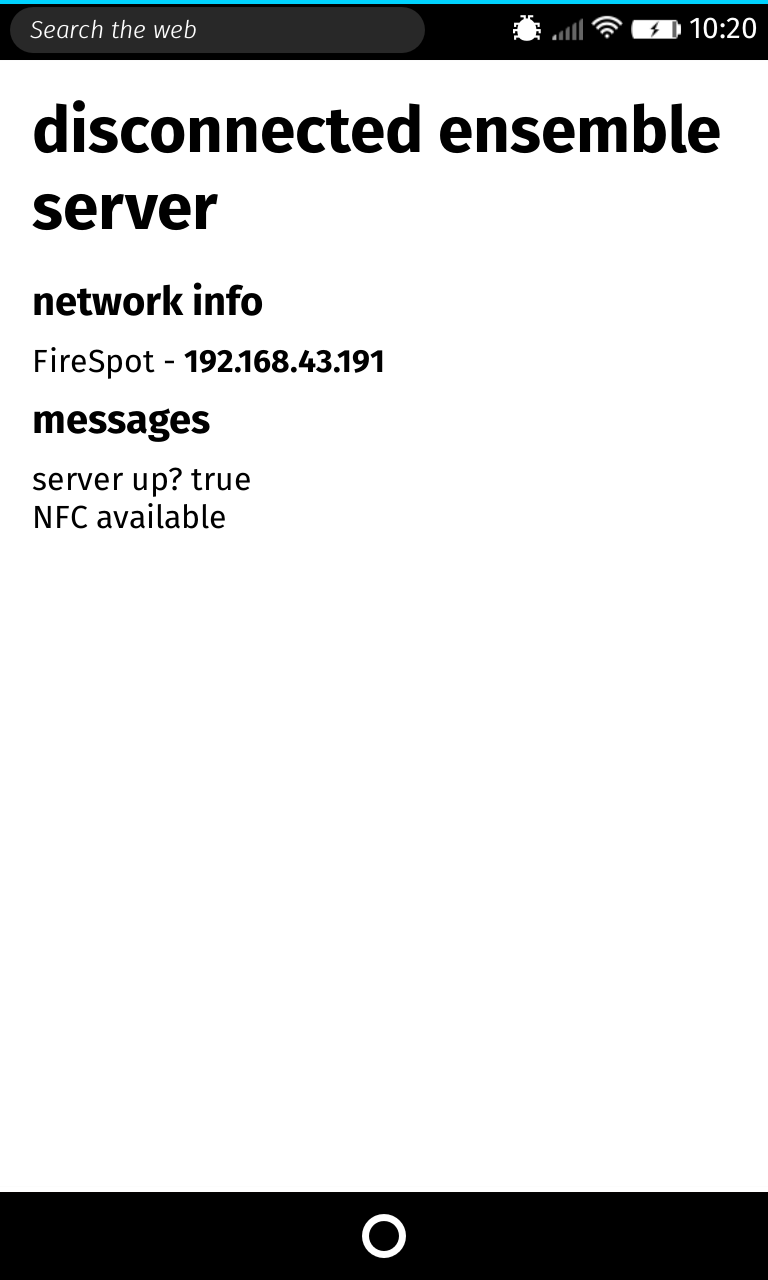 Search the web
10:20
disconnected ensemble
server
network info
FireSpot - 192.168.43.191
messages
server up? true
NFC available